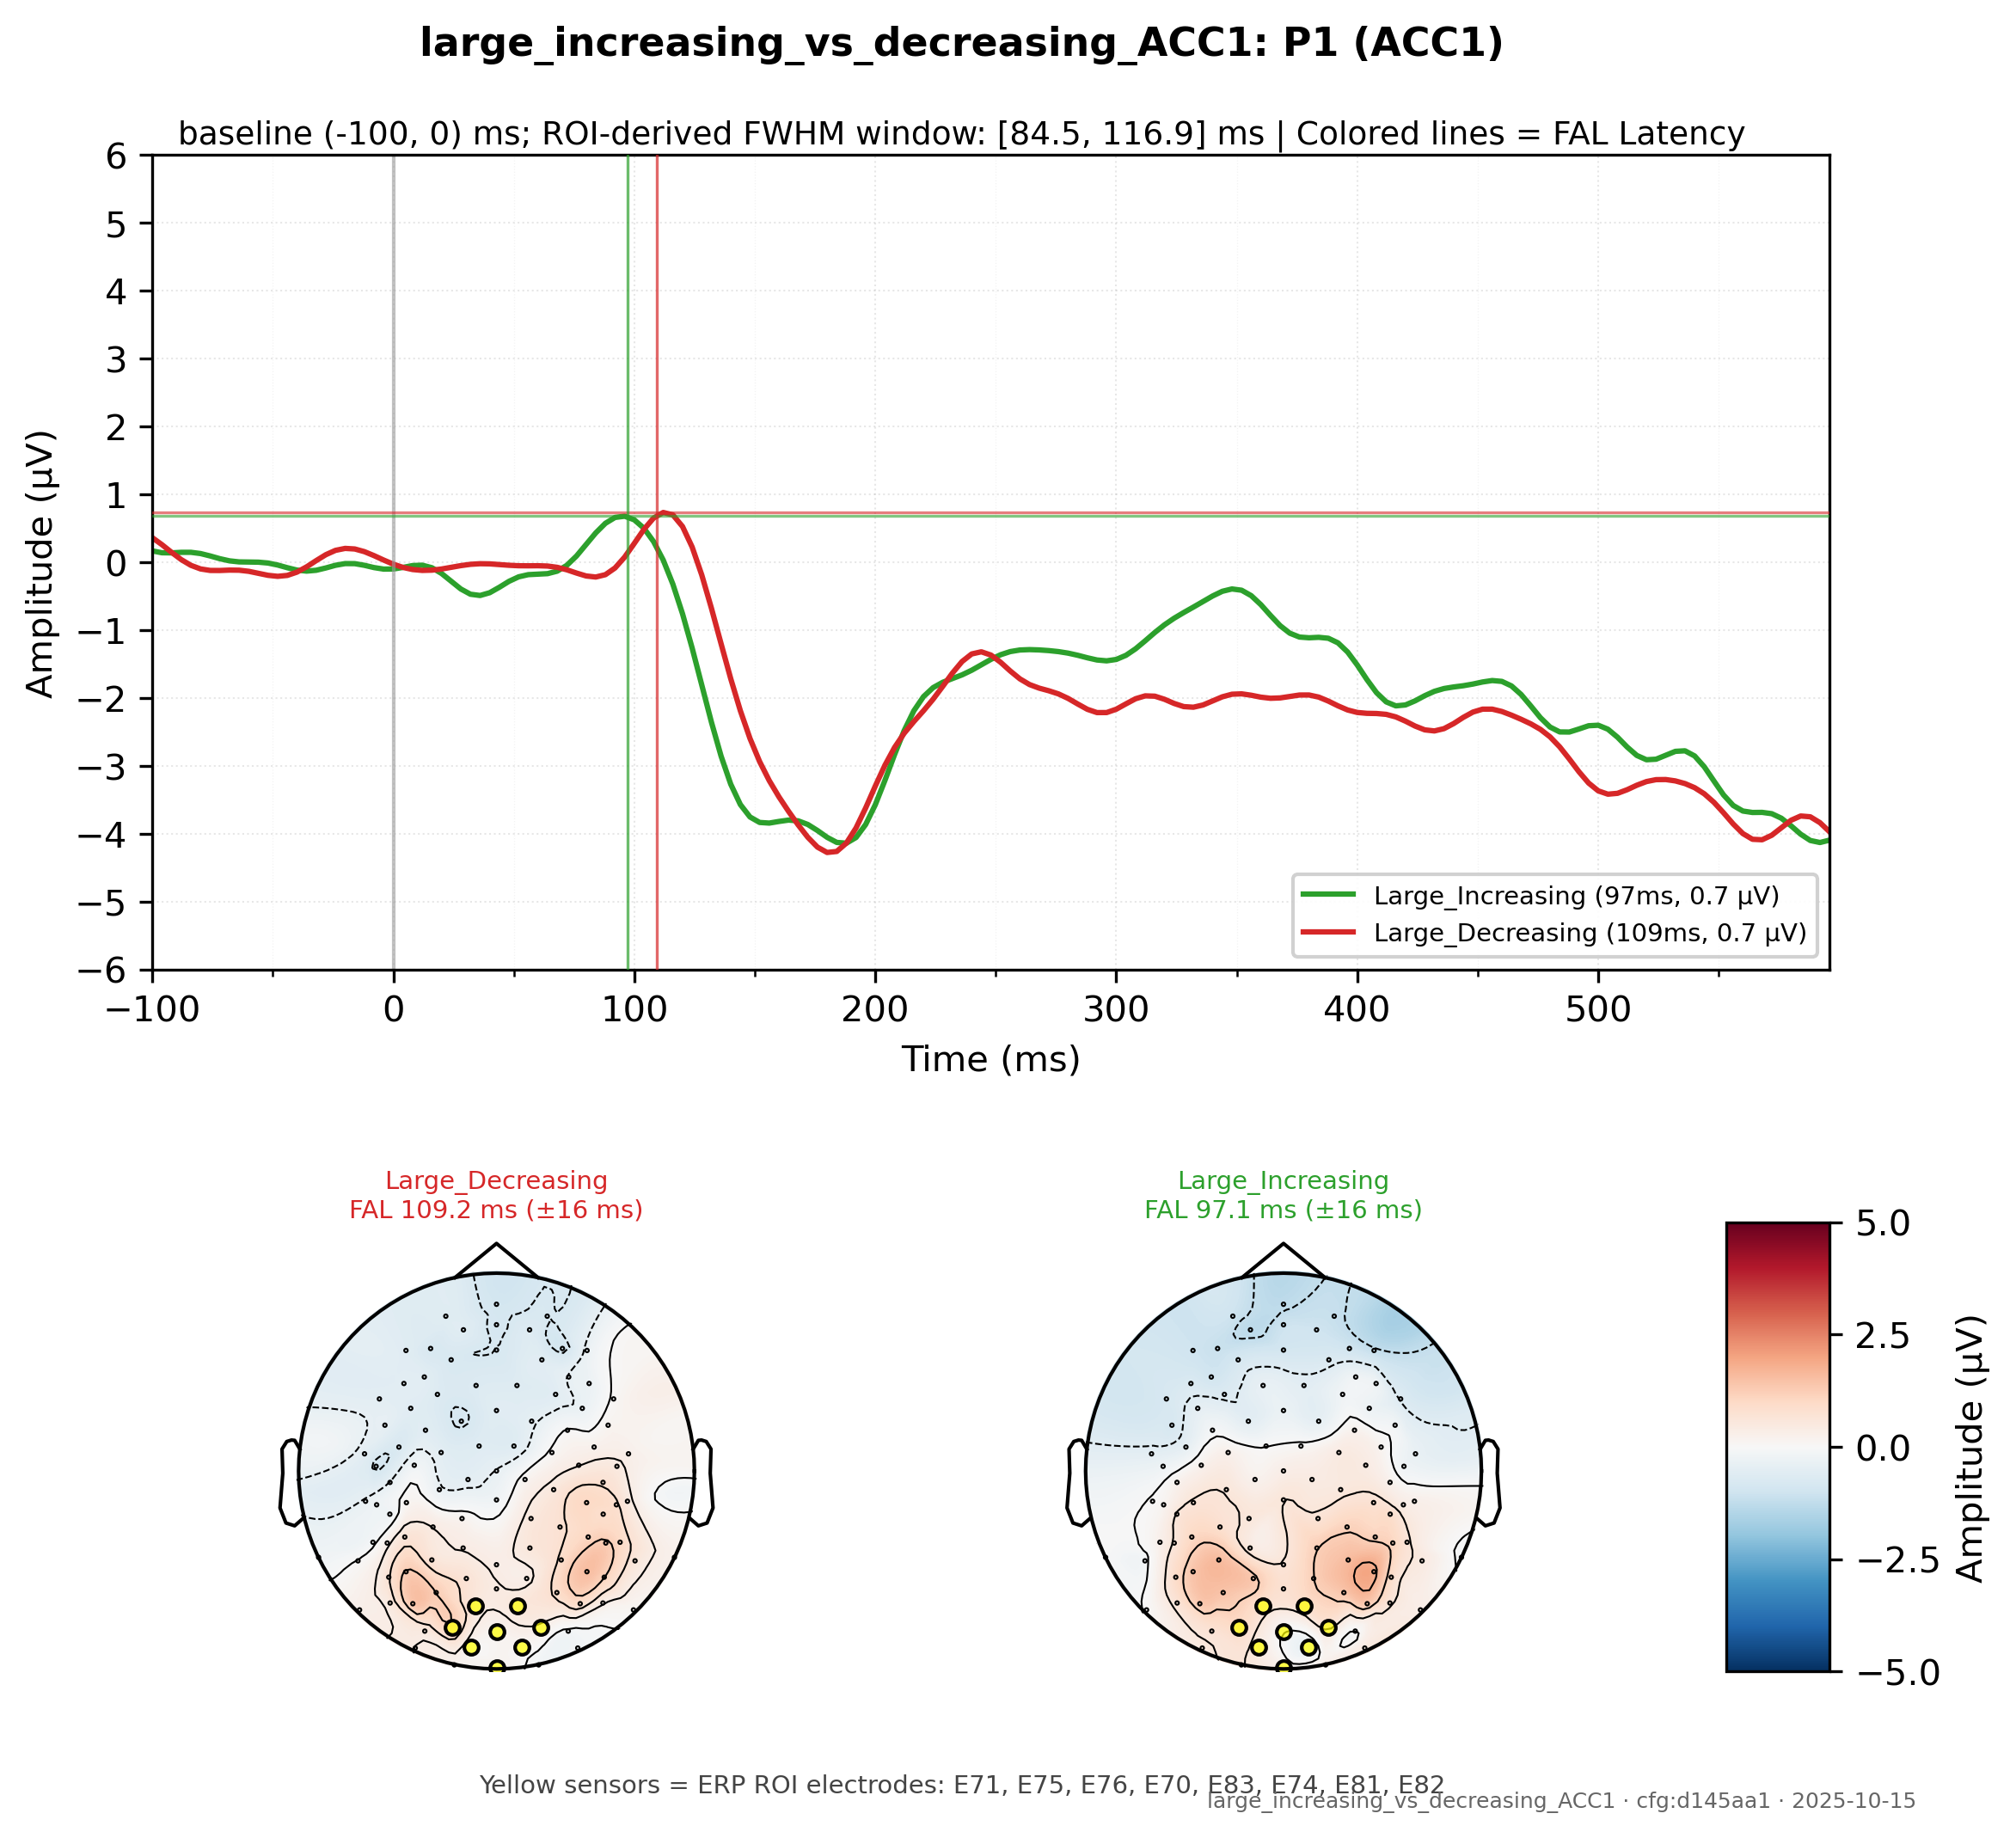 large_increasing_vs_decreasing_ACC1: P1 (ACC1)
baseline (-100, 0) ms; ROI-derived FWHM window: [84.5, 116.9] ms | Colored lines = FAL Latency
6
5
4
3
2
1
0
−1
−2
−3
−4
−5
−6
Amplitude (µV)
Large_Increasing (97ms, 0.7 µV)
Large_Decreasing (109ms, 0.7 µV)
−100 0 100 200 300 400 500
Time (ms)
Large_Decreasing
FAL 109.2 ms (±16 ms)
Large_Increasing
FAL 97.1 ms (±16 ms)
5.0
2.5
0.0
−2.5
−5.0
Amplitude (µV)
Yellow sensors = ERP ROI electrodes: E71, E75, E76, E70, E83, E74, E81, E82
large_increasing_vs_decreasing_ACC1 · cfg:d145aa1 · 2025-10-15